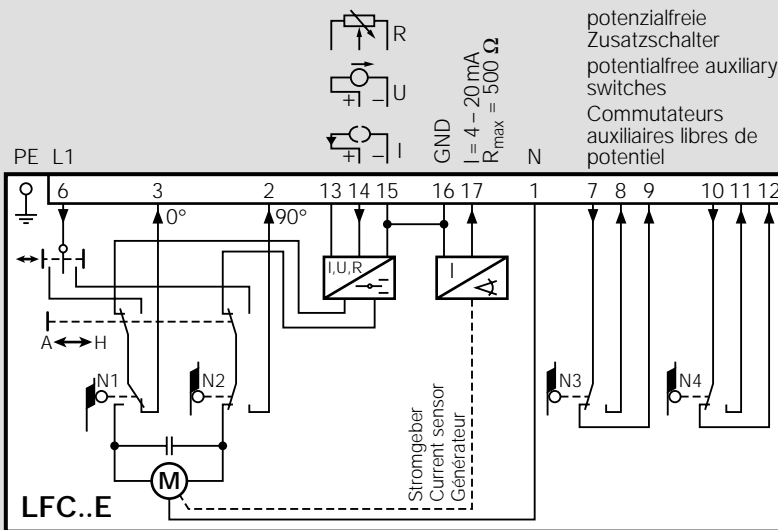 R
+ − U
+ − I
GND
I = 4 – 20 mA
Rmax = 500 Ω
potenzialfreie
Zusatzschalter
potentialfree auxiliary
switches
Commutateurs
auxiliaires libres de
potentiel
PE L1 N
6 3 2 13 14 15 16 17 1 7 8 9 10 11 12
0° 90°
I,U,R
I
A H
N1 N2 N3 N4
Stromgeber
Current sensor
Générateur
M
LFC..E